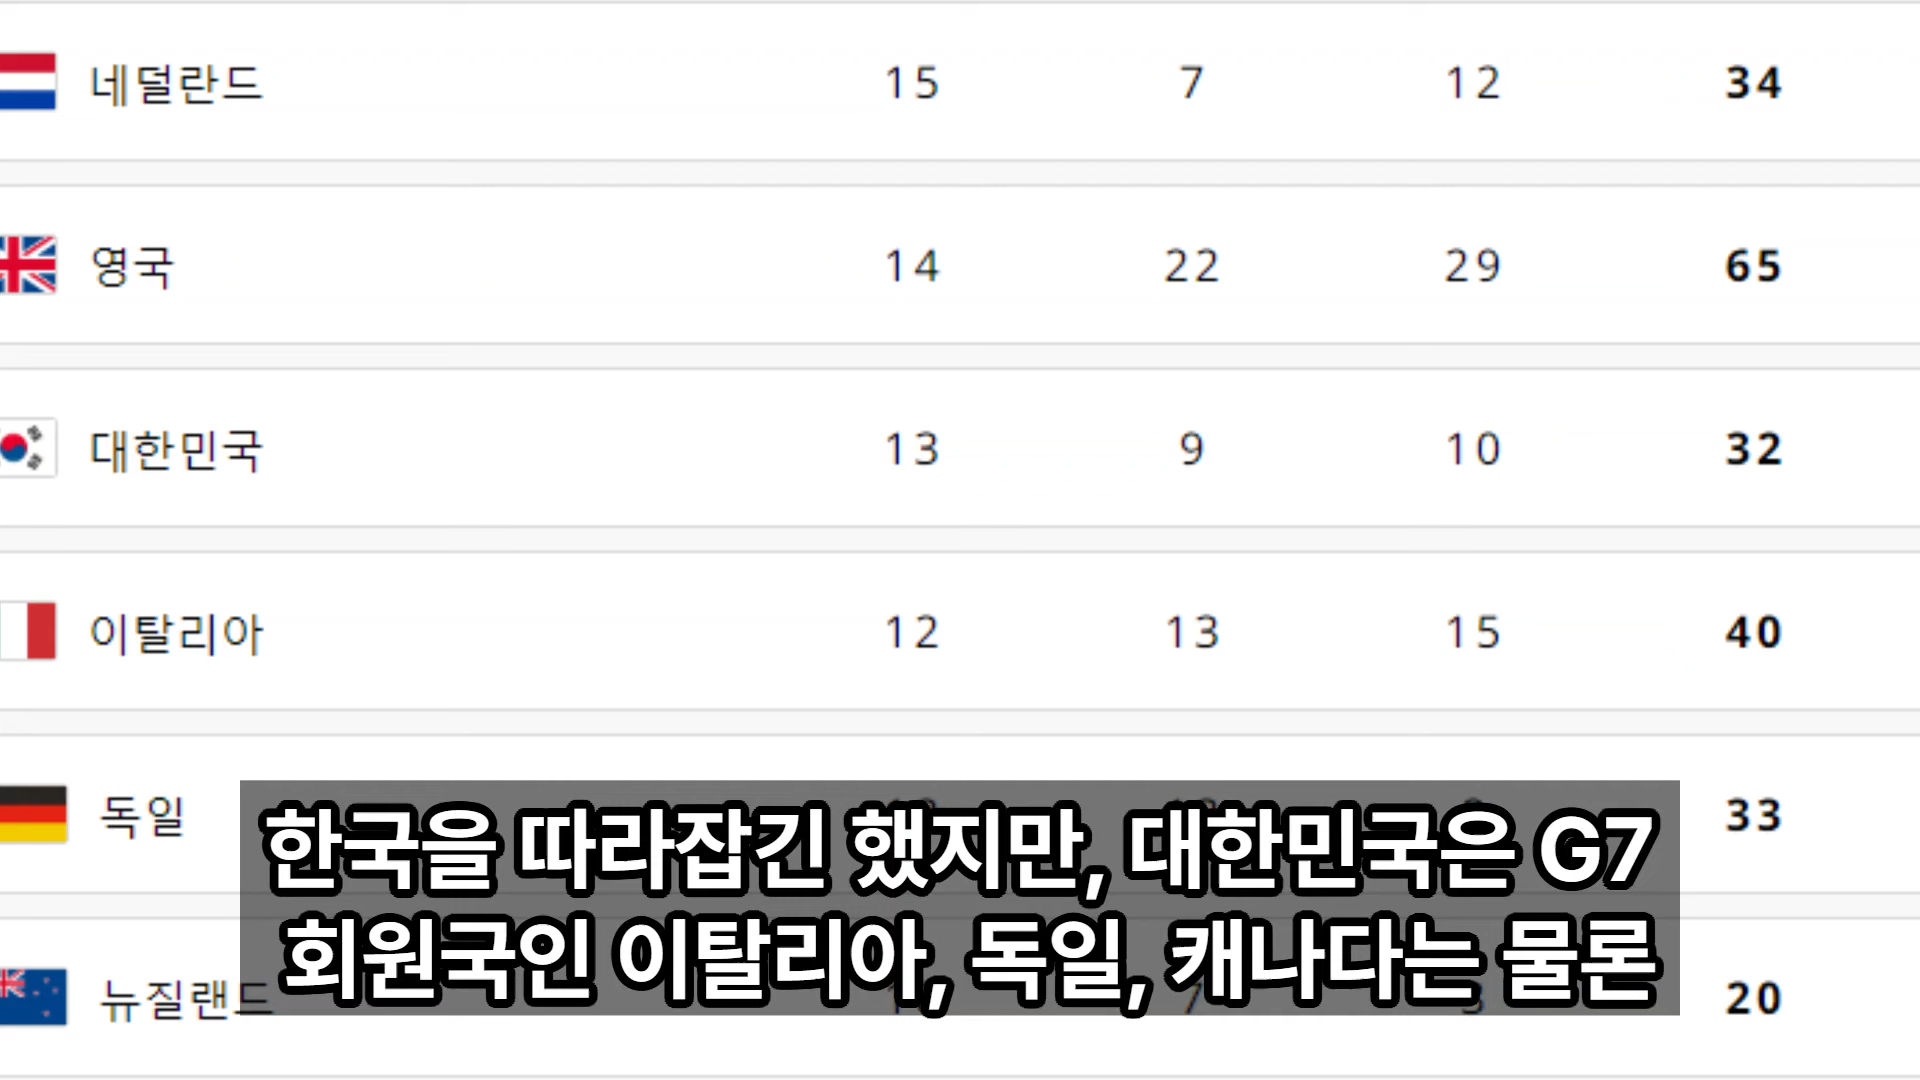 네덜란드 15 7 12 34
영국 14 22 29 65
대한민국 13 9 10 32
이탈리아 12 13 15 40
독일 33
뉴질랜드 7 3 20
한국을 따라잡긴 했지만, 대한민국은 G7
회원국인 이탈리아, 독일, 캐나다는 물론